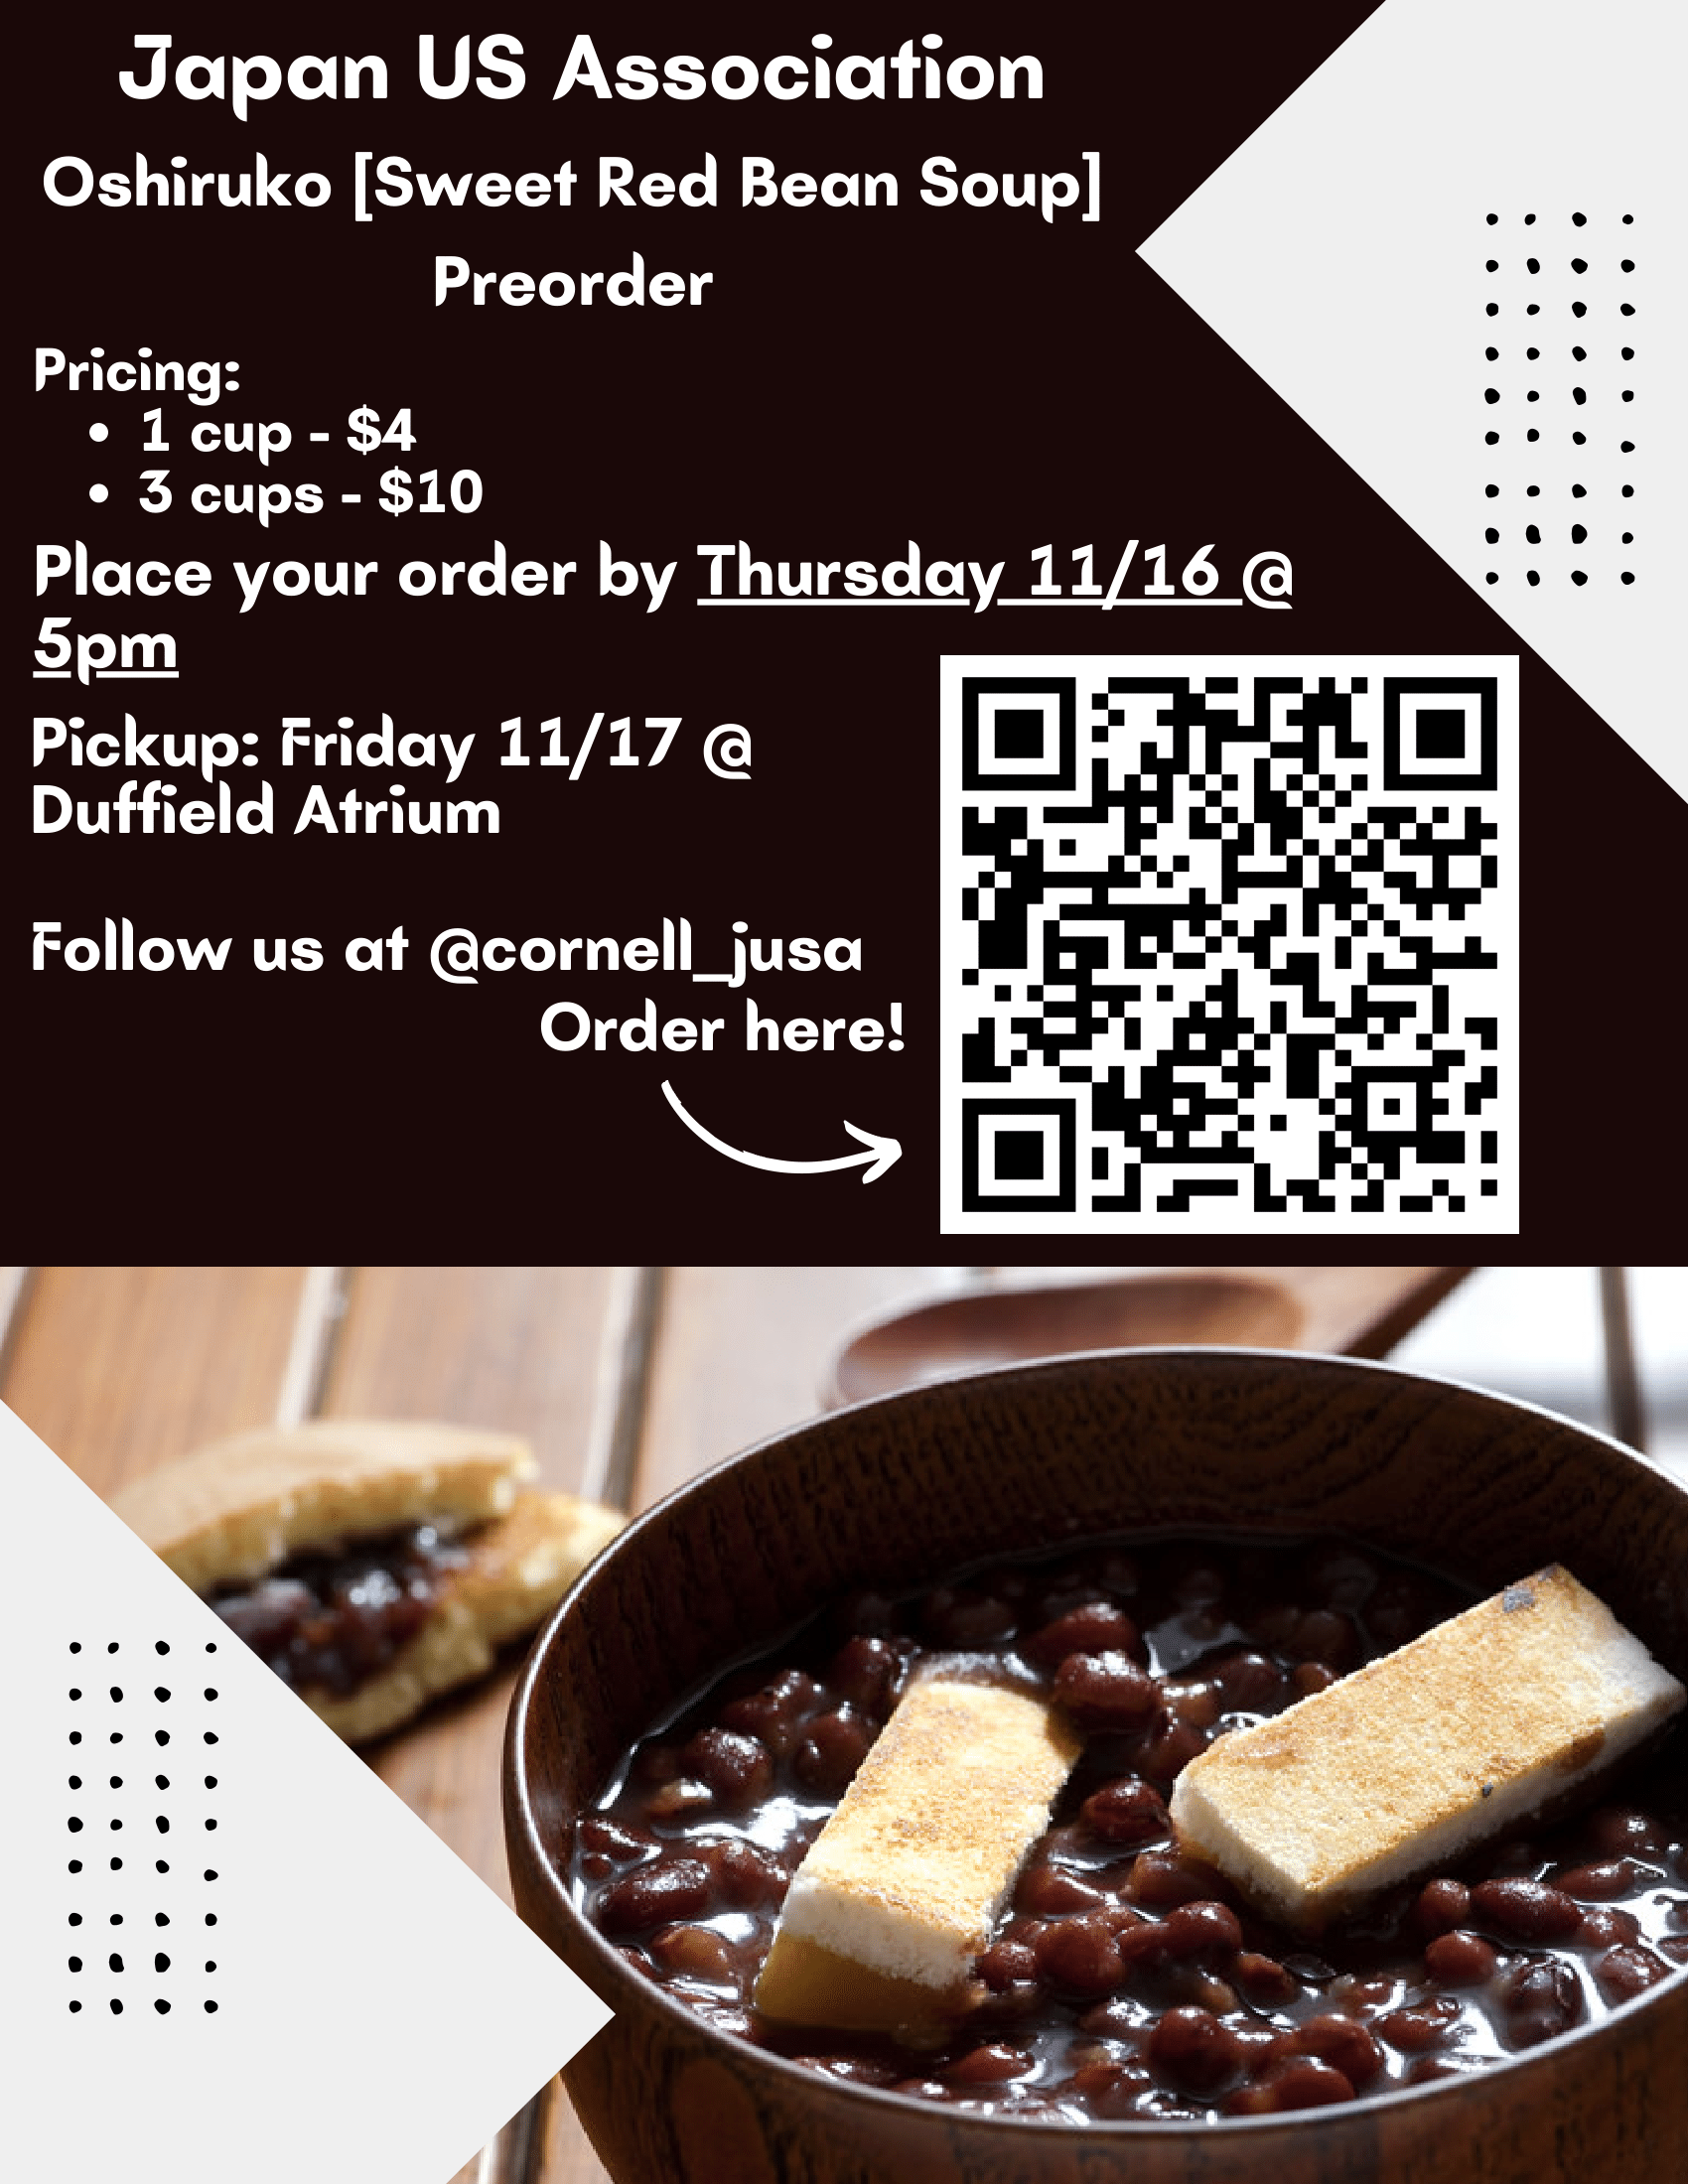 Japan US Association
Oshiruko [Sweet Red Bean Soup]
Preorder
Pricing:
• 1 cup - $4
• 3 cups - $10
Place your order by Thursday 11/16 @
5pm
Pickup: Friday 11/17 @
Duffield Atrium
Follow us at @cornell_jusa
Order here!